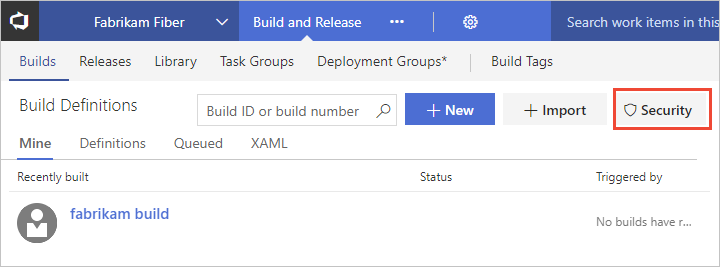 Fabrikam Fiber Build and Release ••• Search work items in this
Builds Releases Library Task Groups Deployment Groups* Build Tags
Build Definitions Build ID or build number + New + Import Security
Mine Definitions Queued XAML
Recently built Status Triggered by
fabrikam build No builds have r...